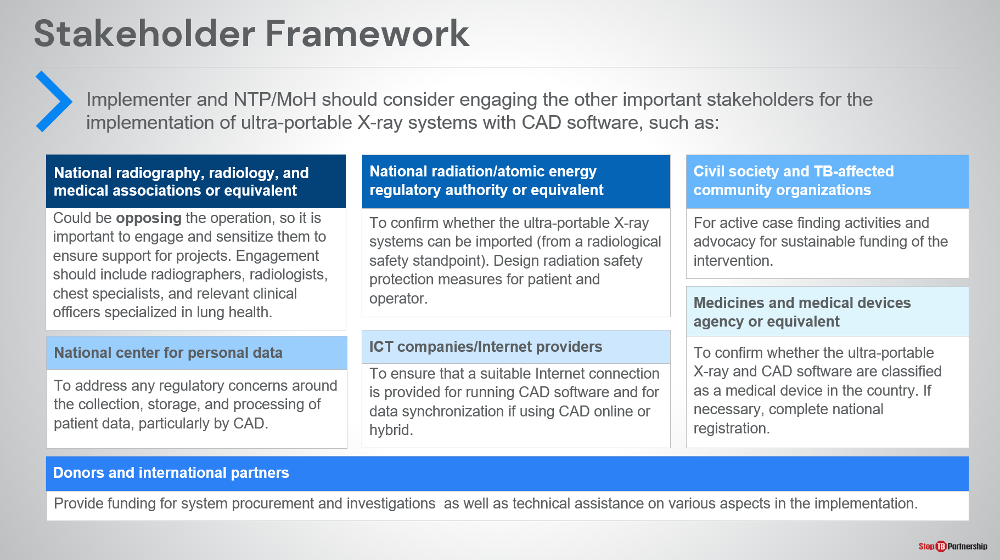 Stakeholder Framework
Implementer and NTP/MoH should consider engaging the other important stakeholders for the
implementation of ultra-portable X-ray systems with CAD software, such as:
National radiography, radiology, and
medical associations or equivalent
Could be opposing the operation, so it is
important to engage and sensitize them to
ensure support for projects. Engagement
should include radiographers, radiologists,
chest specialists, and relevant clinical
officers specialized in lung health.
National radiation/atomic energy
regulatory authority or equivalent
To confirm whether the ultra-portable X-ray
systems can be imported (from a radiological
safety standpoint). Design radiation safety
protection measures for patient and
operator.
Civil society and TB-affected
community organizations
For active case finding activities and
advocacy for sustainable funding of the
intervention.
National center for personal data
To address any regulatory concerns around
the collection, storage, and processing of
patient data, particularly by CAD.
ICT companies/Internet providers
To ensure that a suitable Internet connection
is provided for running CAD software and for
data synchronization if using CAD online or
hybrid.
Medicines and medical devices
agency or equivalent
To confirm whether the ultra-portable
X-ray and CAD software are classified
as a medical device in the country. If
necessary, complete national
registration.
Donors and international partners
Provide funding for system procurement and investigations  as well as technical assistance on various aspects in the implementation.
Stop TB Partnership